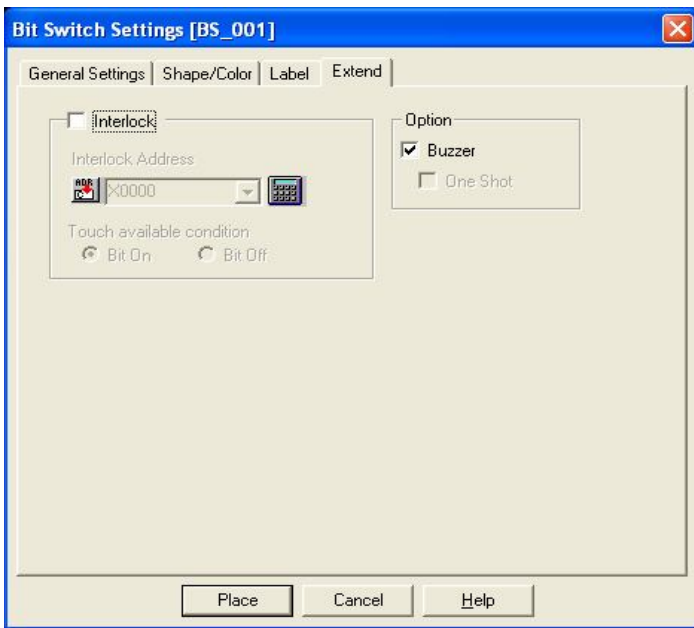 Bit Switch Settings [BS_001]
General Settings Shape/Color Label Extend
Interlock
Interlock Address
ADR
X0000
Touch available condition
Bit On Bit Off
Option
Buzzer
One Shot
Place Cancel Help